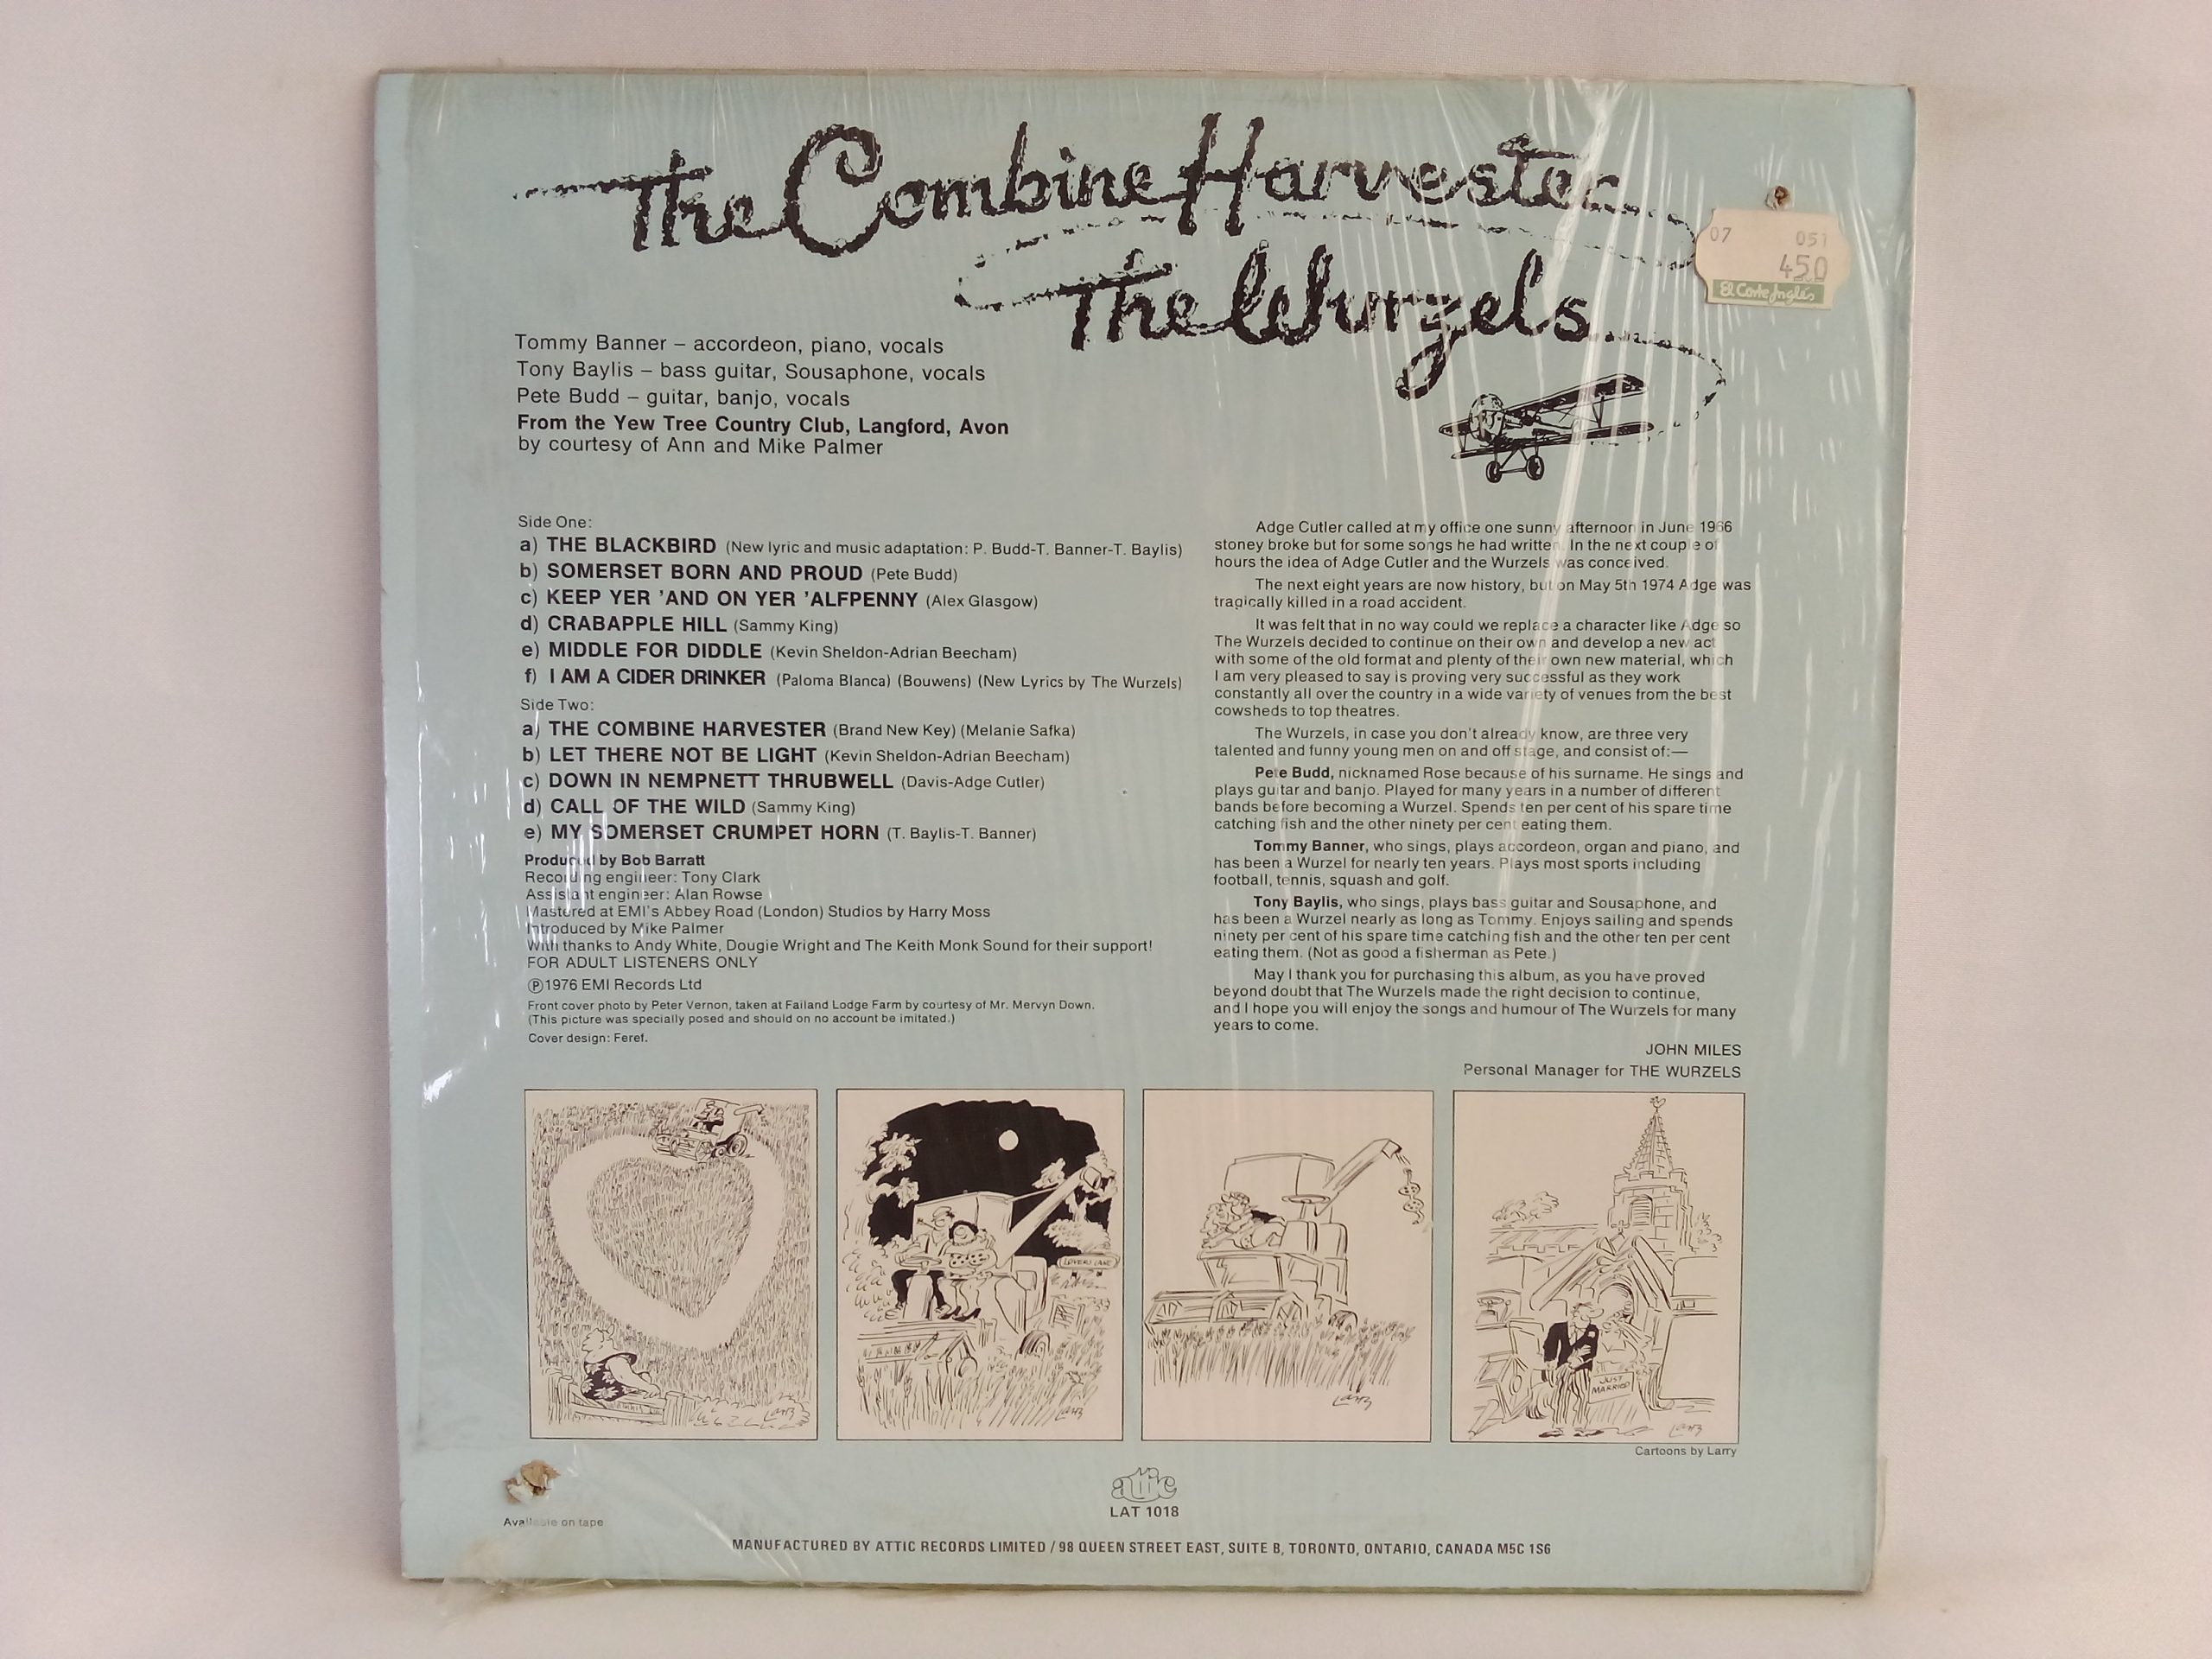 The Combine Harvester
The Wurzels
07 051
450
El Corte Inglés
Tommy Banner – accordeon, piano, vocals
Tony Baylis – bass guitar, Sousaphone, vocals
Pete Budd – guitar, banjo, vocals
From the Yew Tree Country Club, Langford, Avon
by courtesy of Ann and Mike Palmer
Side One:
a) THE BLACKBIRD (New lyric and music adaptation: P. Budd-T. Banner-T. Baylis)
b) SOMERSET BORN AND PROUD (Pete Budd)
c) KEEP YER 'AND ON YER 'ALFPENNY (Alex Glasgow)
d) CRABAPPLE HILL (Sammy King)
e) MIDDLE FOR DIDDLE (Kevin Sheldon-Adrian Beecham)
f) I AM A CIDER DRINKER (Paloma Blanca) (Bouwens) (New Lyrics by The Wurzels)
Side Two:
a) THE COMBINE HARVESTER (Brand New Key) (Melanie Safka)
b) LET THERE NOT BE LIGHT (Kevin Sheldon-Adrian Beecham)
c) DOWN IN NEMPNETT THRUBWELL (Davis-Adge Cutler)
d) CALL OF THE WILD (Sammy King)
e) MY SOMERSET CRUMPET HORN (T. Baylis-T. Banner)
Produced by Bob Barratt
Recording engineer: Tony Clark
Assistant engineer: Alan Rowse
Mastered at EMI's Abbey Road (London) Studios by Harry Moss
Introduced by Mike Palmer
With thanks to Andy White, Dougie Wright and The Keith Monk Sound for their support!
FOR ADULT LISTENERS ONLY
℗1976 EMI Records Ltd
Front cover photo by Peter Vernon, taken at Failand Lodge Farm by courtesy of Mr. Mervyn Down.
(This picture was specially posed and should on no account be imitated.)
Cover design: Feref.
Adge Cutler called at my office one sunny afternoon in June 1966
stoney broke but for some songs he had written. In the next couple of
hours the idea of Adge Cutler and the Wurzels was conceived.
The next eight years are now history, but on May 5th 1974 Adge was
tragically killed in a road accident.
It was felt that in no way could we replace a character like Adge so
The Wurzels decided to continue on their own and develop a new act
with some of the old format and plenty of their own new material, which
I am very pleased to say is proving very successful as they work
constantly all over the country in a wide variety of venues from the best
cowsheds to top theatres.
The Wurzels, in case you don't already know, are three very
talented and funny young men on and off stage, and consist of:—
Pete Budd, nicknamed Rose because of his surname. He sings and
plays guitar and banjo. Played for many years in a number of different
bands before becoming a Wurzel. Spends ten per cent of his spare time
catching fish and the other ninety per cent eating them.
Tommy Banner, who sings, plays accordeon, organ and piano, and
has been a Wurzel for nearly ten years. Plays most sports including
football, tennis, squash and golf.
Tony Baylis, who sings, plays bass guitar and Sousaphone, and
has been a Wurzel nearly as long as Tommy. Enjoys sailing and spends
ninety per cent of his spare time catching fish and the other ten per cent
eating them. (Not as good a fisherman as Pete.)
May I thank you for purchasing this album, as you have proved
beyond doubt that The Wurzels made the right decision to continue,
and I hope you will enjoy the songs and humour of The Wurzels for many
years to come.
JOHN MILES
Personal Manager for THE WURZELS
LARRY
LOVERS LANE
LARRY
LARRY
JUST
MARRIED
LARRY
Cartoons by Larry
attic
LAT 1018
Available on tape
MANUFACTURED BY ATTIC RECORDS LIMITED / 98 QUEEN STREET EAST, SUITE B, TORONTO, ONTARIO, CANADA M5C 1S6